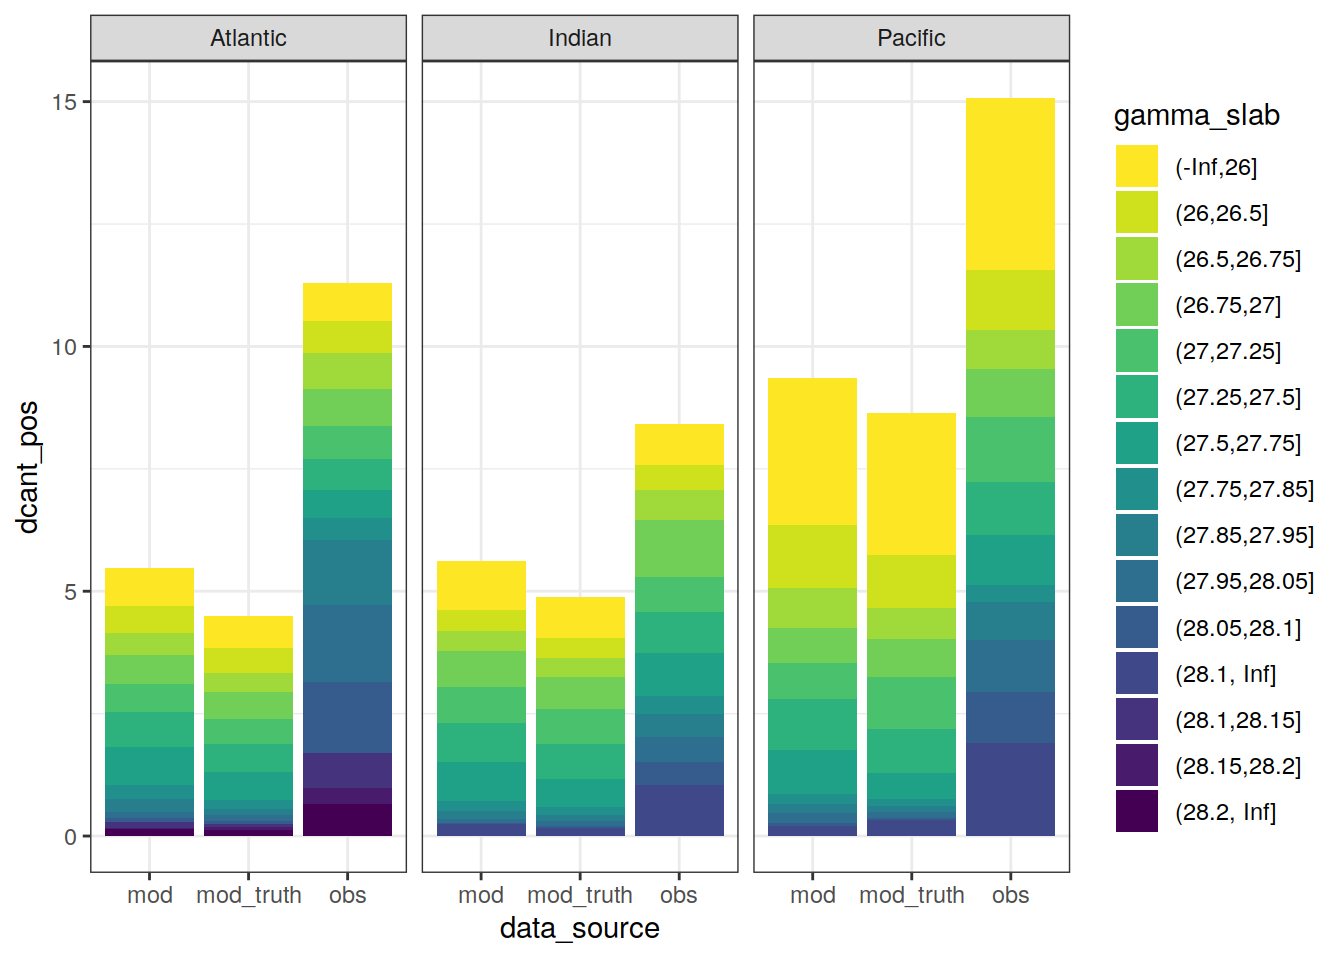 Atlantic
Indian
Pacific
15
10
5
0
dcant_pos
mod
mod_truth
obs
mod
mod_truth
obs
mod
mod_truth
obs
data_source
gamma_slab
(-Inf,26]
(26,26.5]
(26.5,26.75]
(26.75,27]
(27,27.25]
(27.25,27.5]
(27.5,27.75]
(27.75,27.85]
(27.85,27.95]
(27.95,28.05]
(28.05,28.1]
(28.1, Inf]
(28.1,28.15]
(28.15,28.2]
(28.2, Inf]